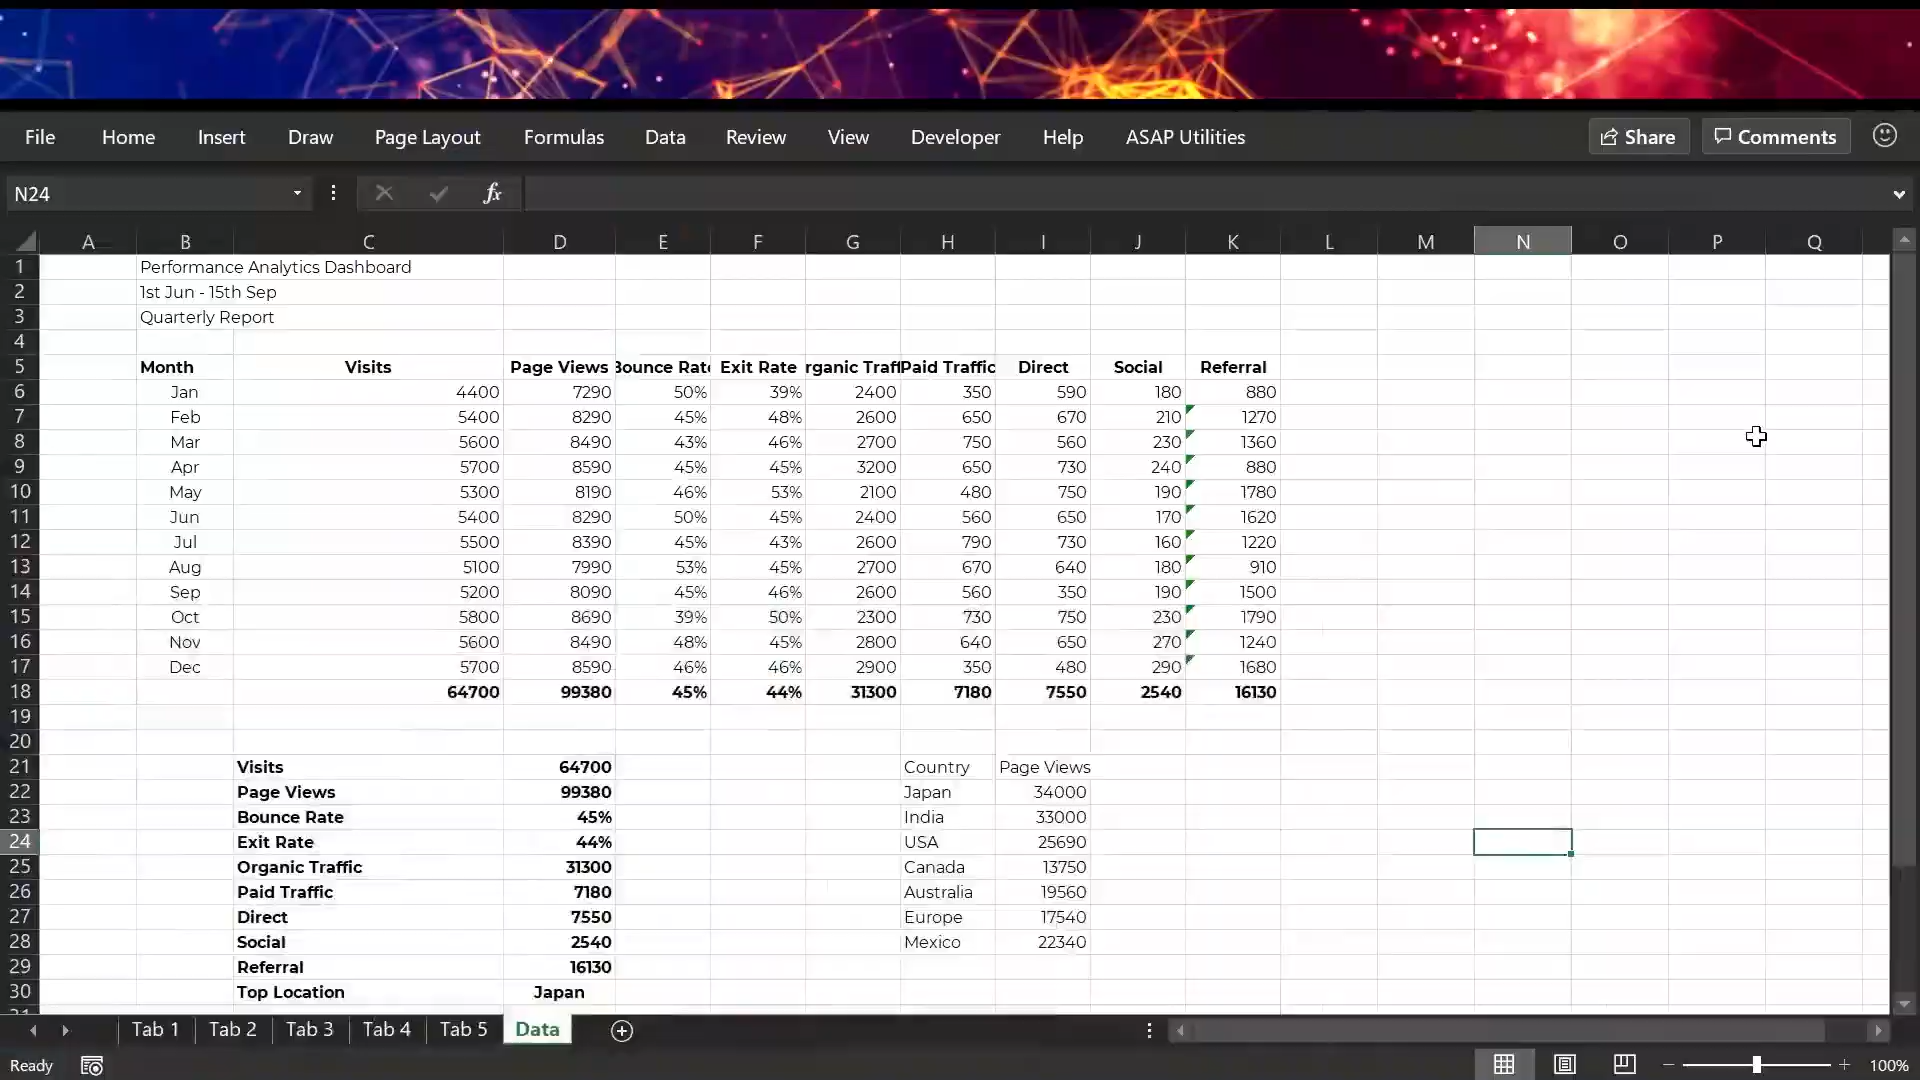 File Home Insert Draw Page Layout Formulas Data Review View Developer Help ASAP Utilities Share Comments
N24 fx
A B C D E F G H I J K L M N O P Q
1 Performance Analytics Dashboard
2 1st Jun - 15th Sep
3 Quarterly Report
4
5 Month Visits Page Views Bounce Rate Exit Rate rganic Traff Paid Traffic Direct Social Referral
6 Jan 4400 7290 50% 39% 2400 350 590 180 880
7 Feb 5400 8290 45% 48% 2600 650 670 210 1270
8 Mar 5600 8490 43% 46% 2700 750 560 230 1360
9 Apr 5700 8590 45% 45% 3200 650 730 240 880
10 May 5300 8190 46% 53% 2100 480 750 190 1780
11 Jun 5400 8290 50% 45% 2400 560 650 170 1620
12 Jul 5500 8390 45% 43% 2600 790 730 160 1220
13 Aug 5100 7990 53% 45% 2700 670 640 180 910
14 Sep 5200 8090 45% 46% 2600 560 350 190 1500
15 Oct 5800 8690 39% 50% 2300 730 750 230 1790
16 Nov 5600 8490 48% 45% 2800 640 650 270 1240
17 Dec 5700 8590 46% 46% 2900 350 480 290 1680
18 64700 99380 45% 44% 31300 7180 7550 2540 16130
19
20
21 Visits 64700 Country Page Views
22 Page Views 99380 Japan 34000
23 Bounce Rate 45% India 33000
24 Exit Rate 44% USA 25690
25 Organic Traffic 31300 Canada 13750
26 Paid Traffic 7180 Australia 19560
27 Direct 7550 Europe 17540
28 Social 2540 Mexico 22340
29 Referral 16130
30 Top Location Japan
Tab 1 Tab 2 Tab 3 Tab 4 Tab 5 Data
Ready 100%